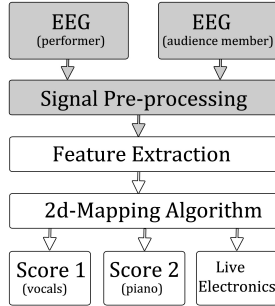 EEG
(performer)
EEG
(audience member)
Signal Pre-processing
Feature Extraction
2d-Mapping Algorithm
Score 1
(vocals)
Score 2
(piano)
Live
Electronics